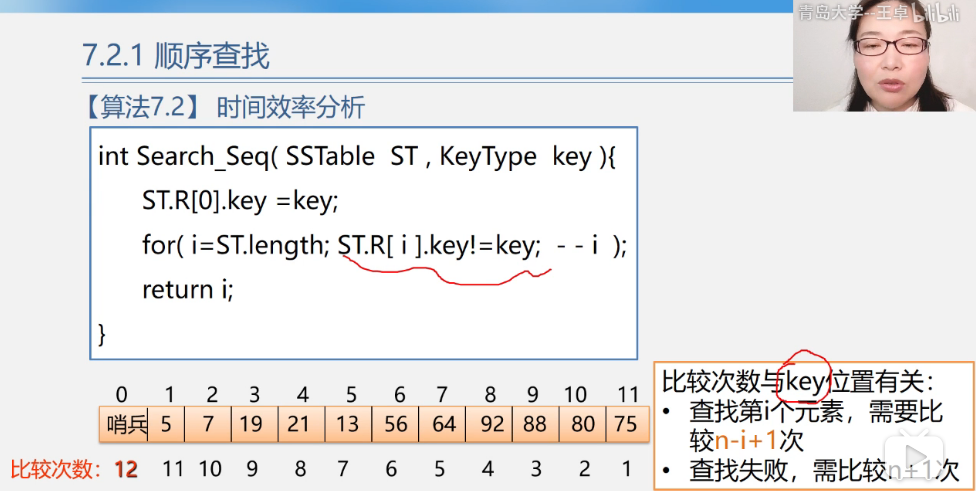 青岛大学-王卓 bilibili
7.2.1 顺序查找
【算法7.2】 时间效率分析
int Search_Seq( SSTable ST , KeyType key ){
ST.R[0].key =key;
for( i=ST.length; ST.R[ i ].key!=key; - - i );
return i;
}
0 1 2 3 4 5 6 7 8 9 10 11
哨兵 5 7 19 21 13 56 64 92 88 80 75
比较次数: 12 11 10 9 8 7 6 5 4 3 2 1
比较次数与key位置有关:
• 查找第i个元素，需要比
较n-i+1次
• 查找失败，需比较n+1次